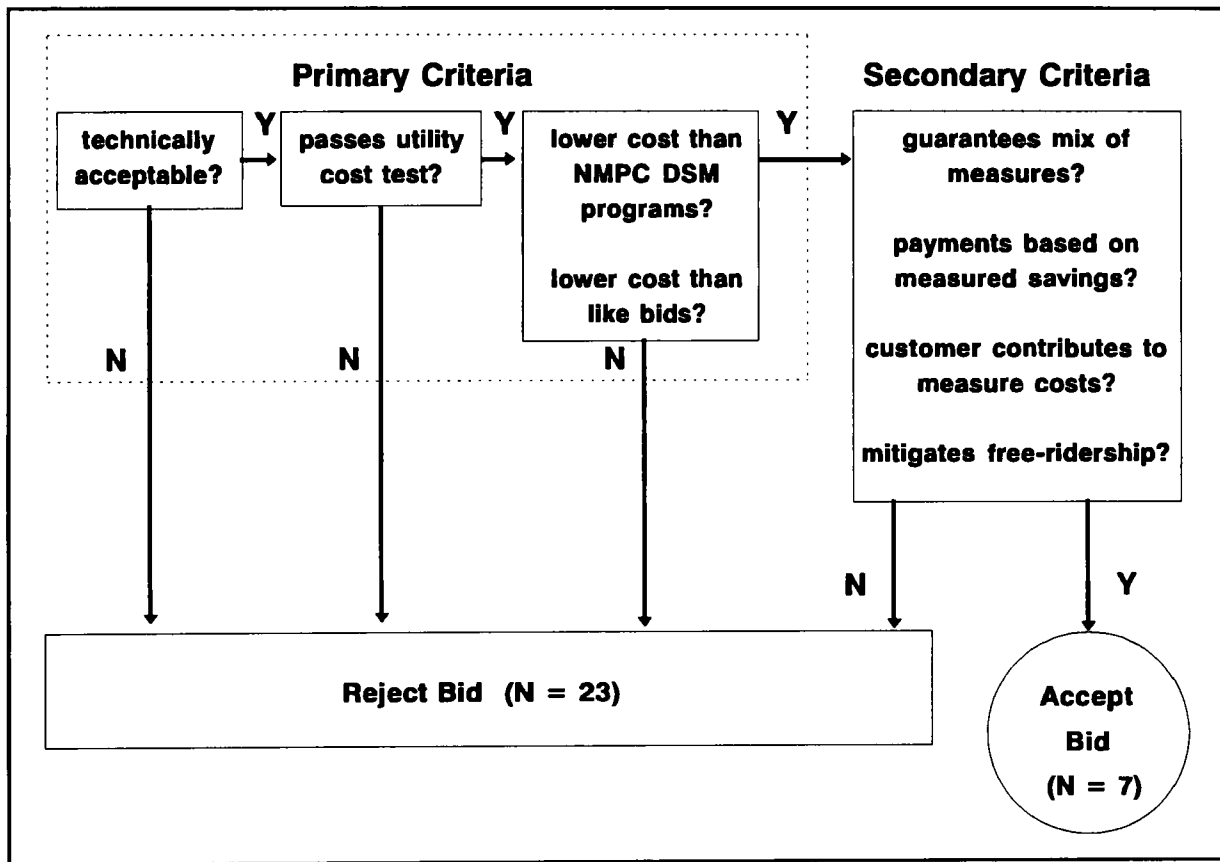 Primary Criteria
Secondary Criteria
technically
acceptable?
Y
passes utility
cost test?
Y
lower cost than
NMPC DSM
programs?
lower cost than
like bids?
Y
guarantees mix of
measures?
payments based on
measured savings?
customer contributes to
measure costs?
mitigates free-ridership?
N
N
N
N
Y
Reject Bid (N = 23)
Accept
Bid
(N = 7)